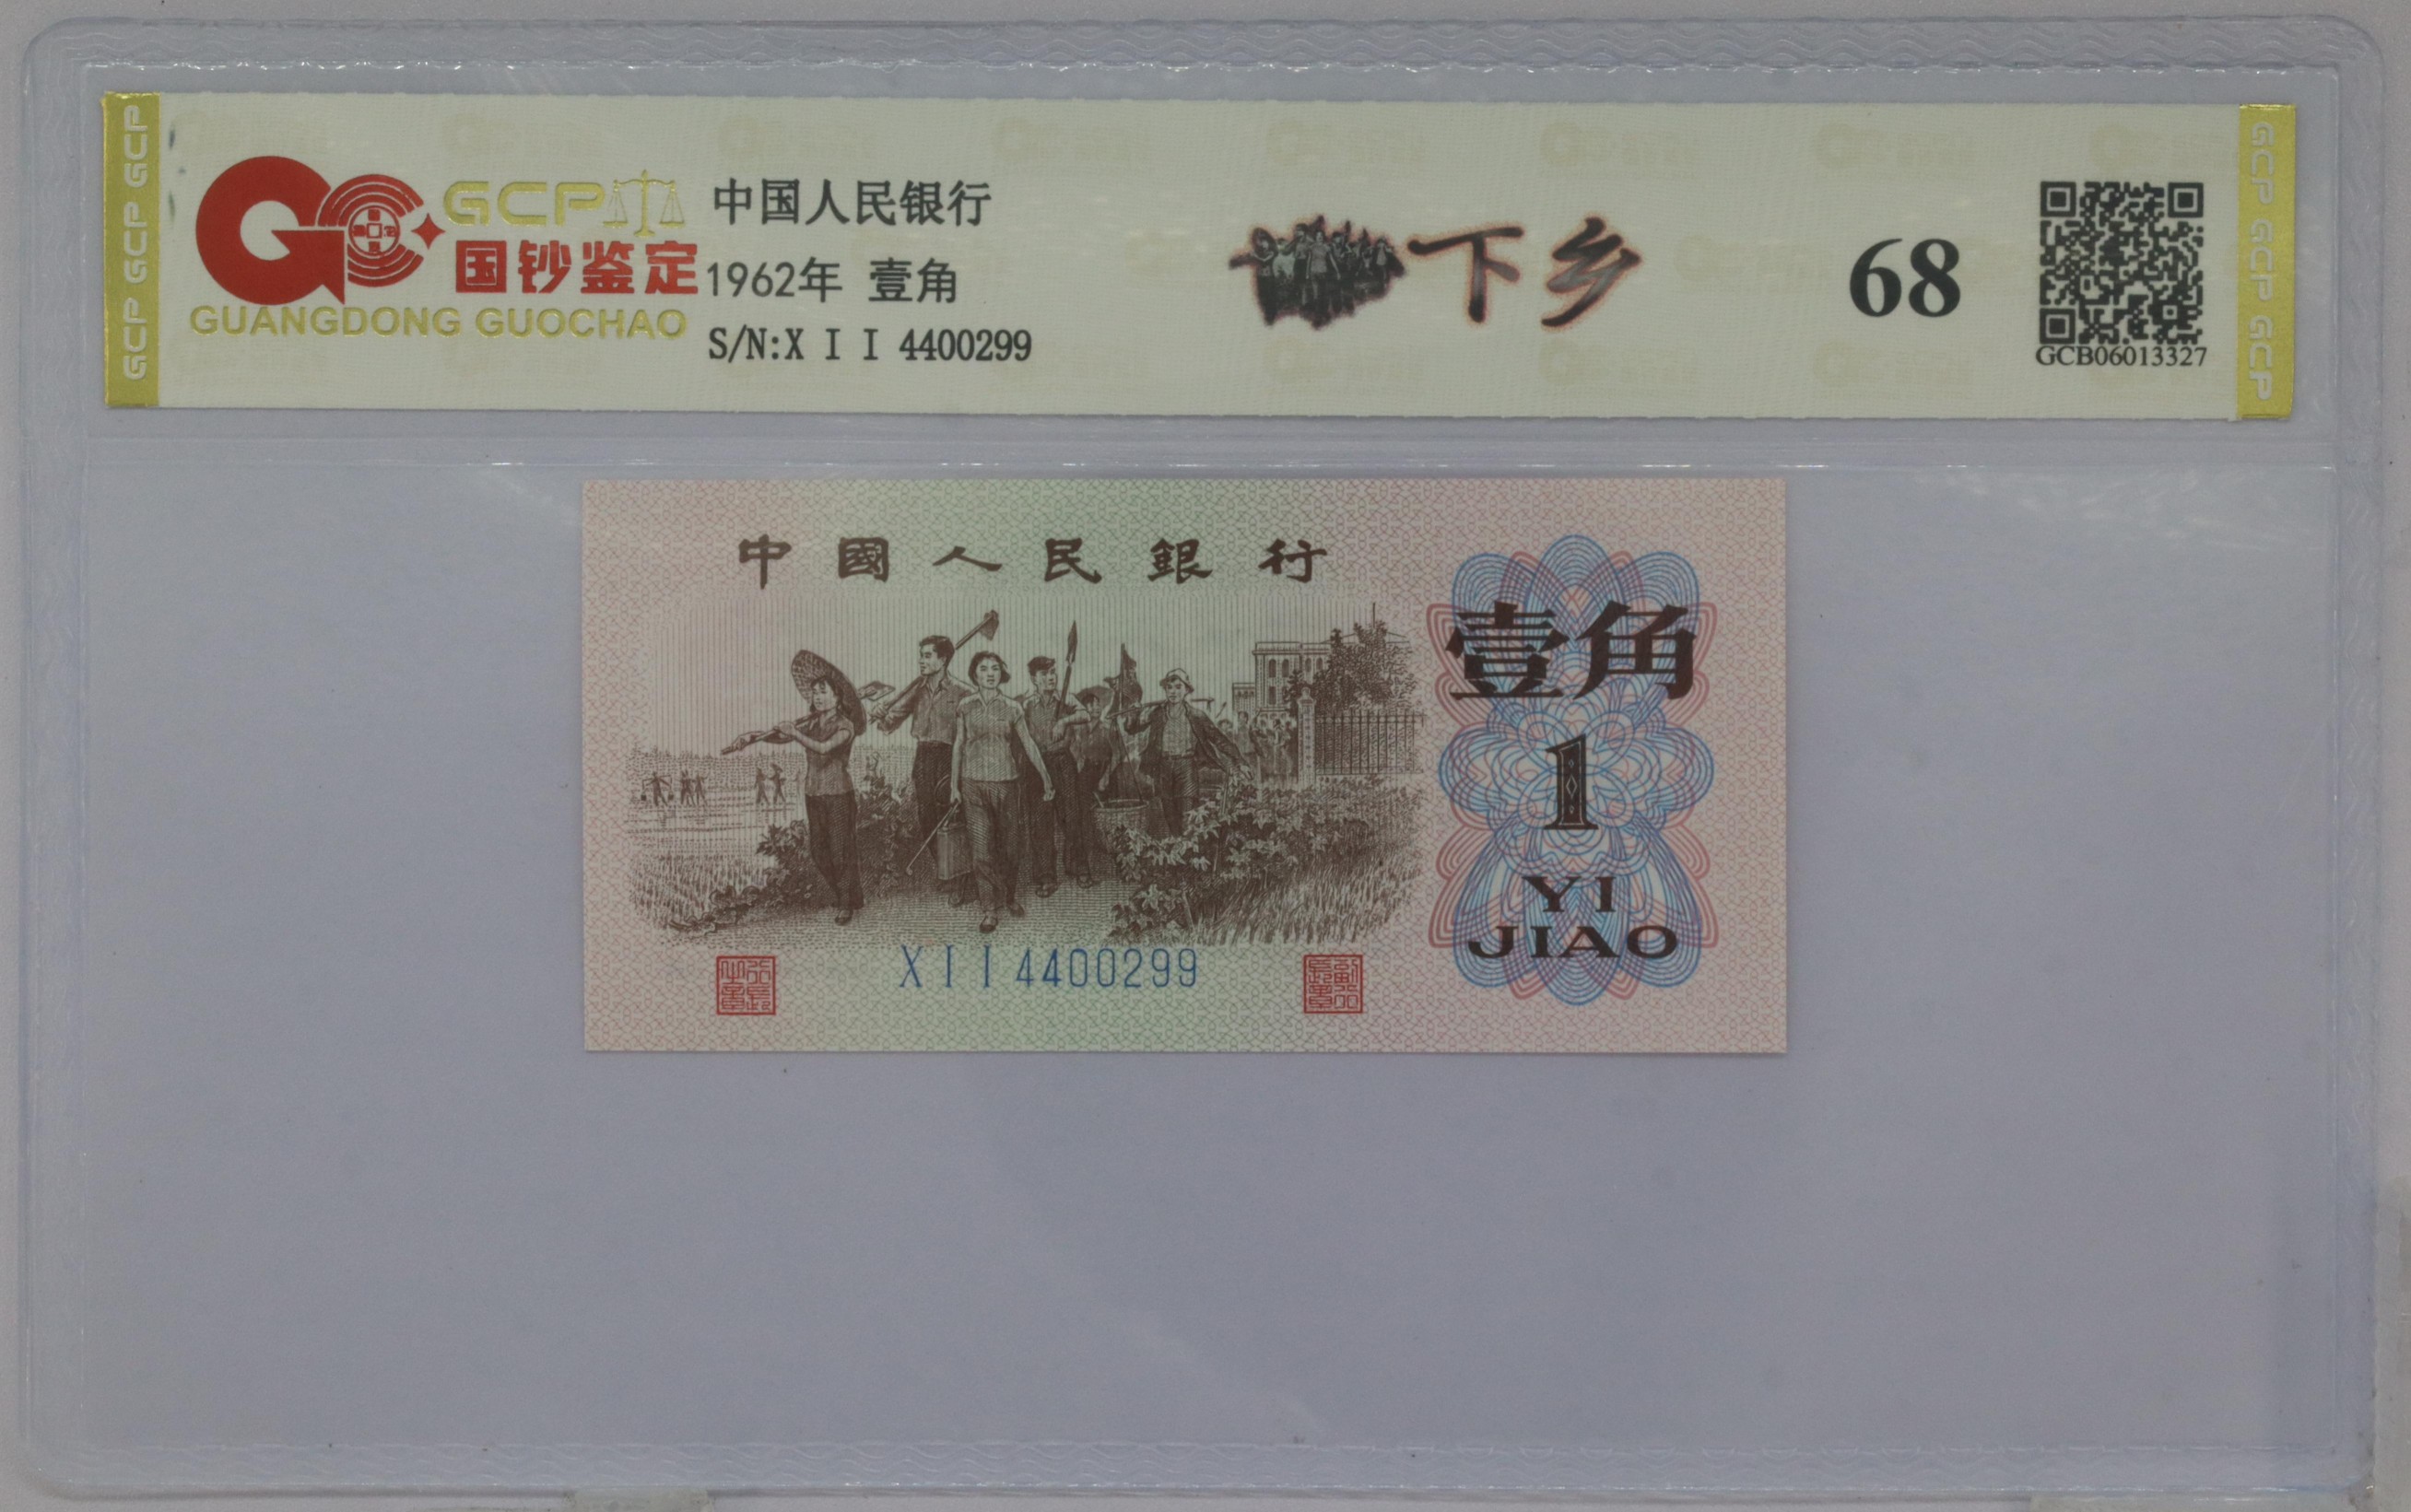 GCP GCP GCP
GCP
国钞鉴定
GUANGDONG GUOCHAO
中国人民银行
1962年 壹角
S/N:X I I 4400299
下乡
68
GCB06013327
GCP GCP GCP
中國人民銀行
壹角
1
YI
JIAO
X I I 4400299